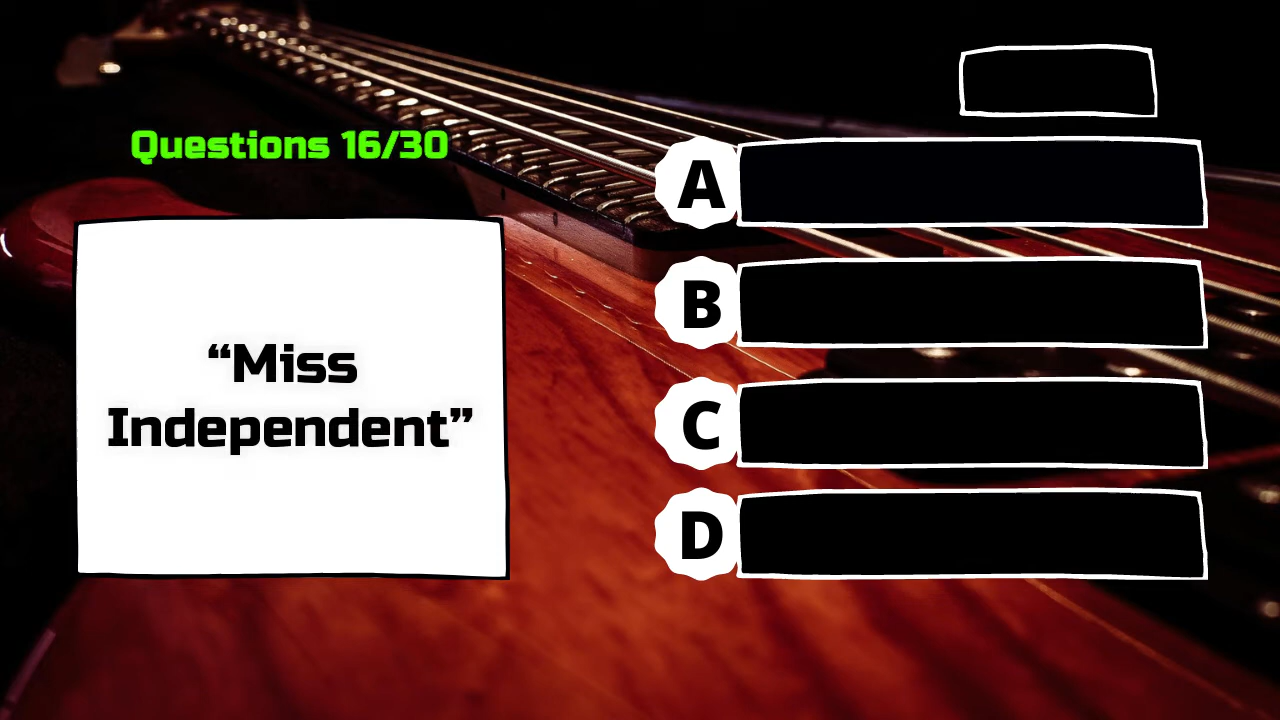 Questions 16/30
“Miss
Independent”
A
B
C
D